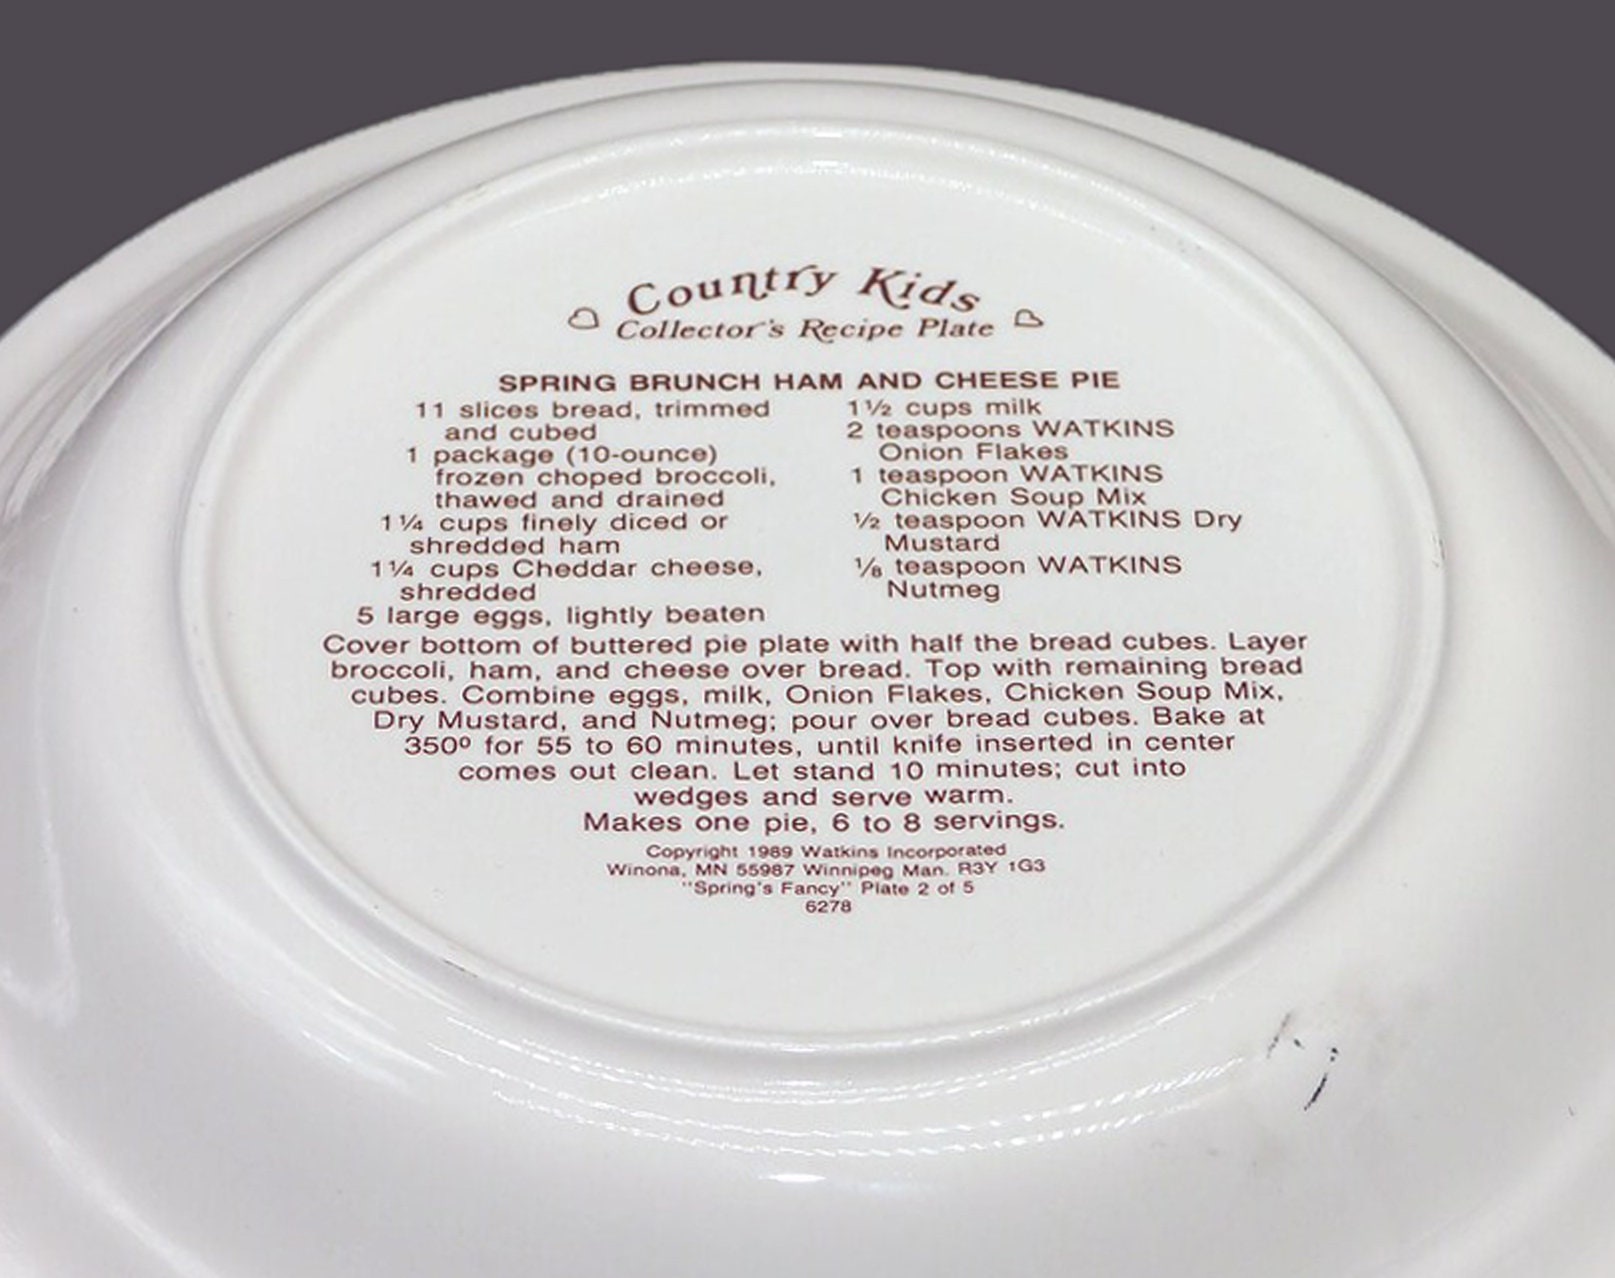 Country Kids
Collector's Recipe Plate
SPRING BRUNCH HAM AND CHEESE PIE
11 slices bread, trimmed
and cubed
1 package (10-ounce)
frozen choped broccoli,
thawed and drained
1¼ cups finely diced or
shredded ham
1¼ cups Cheddar cheese,
shredded
5 large eggs, lightly beaten
1½ cups milk
2 teaspoons WATKINS
Onion Flakes
1 teaspoon WATKINS
Chicken Soup Mix
½ teaspoon WATKINS Dry
Mustard
⅛ teaspoon WATKINS
Nutmeg
Cover bottom of buttered pie plate with half the bread cubes. Layer
broccoli, ham, and cheese over bread. Top with remaining bread
cubes. Combine eggs, milk, Onion Flakes, Chicken Soup Mix,
Dry Mustard, and Nutmeg; pour over bread cubes. Bake at
350º for 55 to 60 minutes, until knife inserted in center
comes out clean. Let stand 10 minutes; cut into
wedges and serve warm.
Makes one pie, 6 to 8 servings.
Copyright 1989 Watkins Incorporated
Winona, MN 55987 Winnipeg Man. R3Y 1G3
"Spring's Fancy" Plate 2 of 5
6278